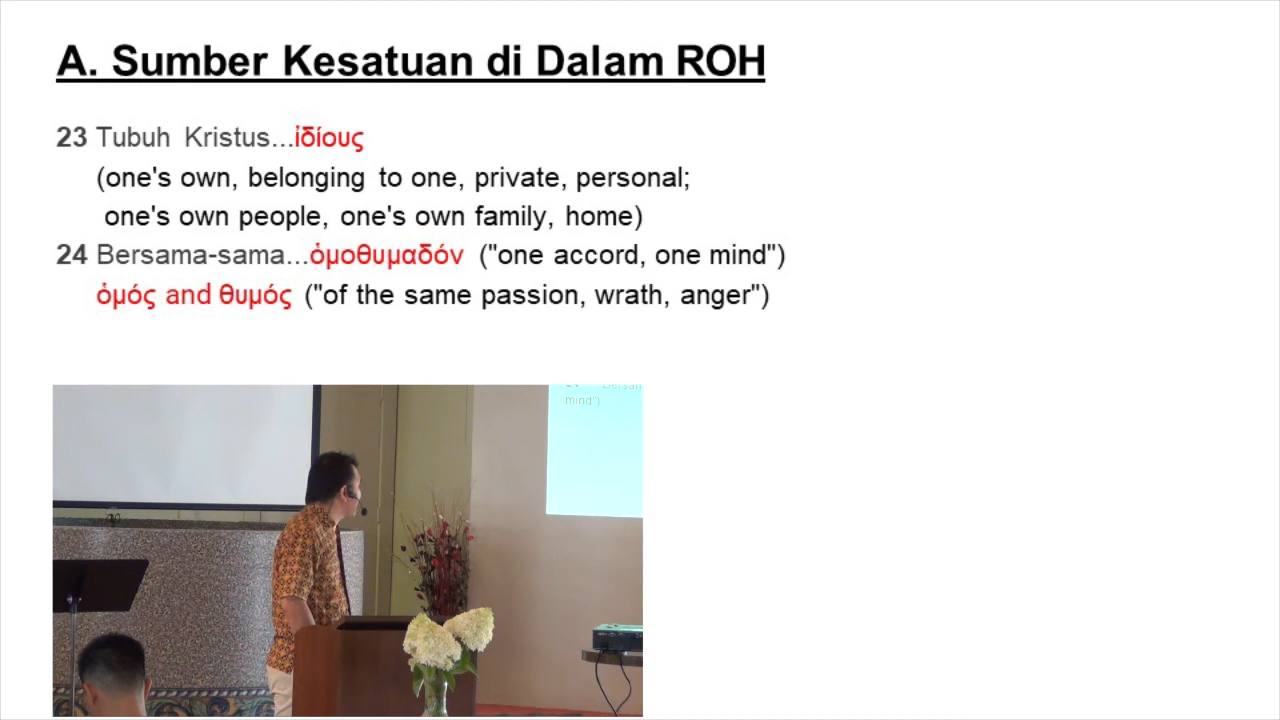 A. Sumber Kesatuan di Dalam ROH
23 Tubuh Kristus...ἰδίους
(one's own, belonging to one, private, personal;
one's own people, one's own family, home)
24 Bersama-sama...ὁμοθυμαδόν ("one accord, one mind")
ὁμός and θυμός ("of the same passion, wrath, anger")
mind")